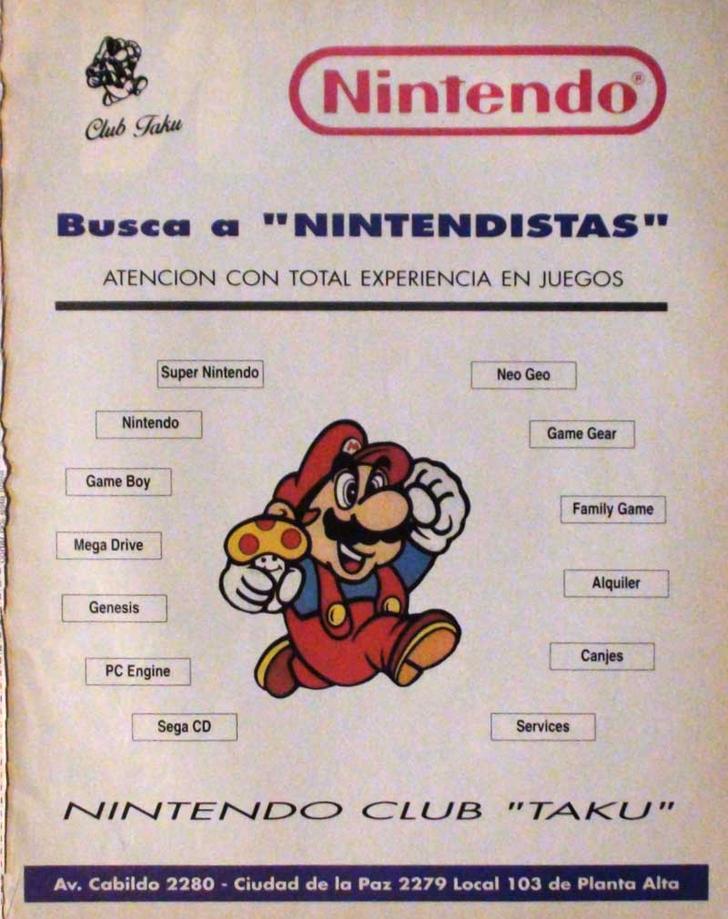 Club Taku
Nintendo®
Busca a "NINTENDISTAS"
ATENCION CON TOTAL EXPERIENCIA EN JUEGOS
Super Nintendo
Nintendo
Game Boy
Mega Drive
Genesis
PC Engine
Sega CD
M
Neo Geo
Game Gear
Family Game
Alquiler
Canjes
Services
NINTENDO CLUB "TAKU"
Av. Cabildo 2280 - Ciudad de la Paz 2279 Local 103 de Planta Alta